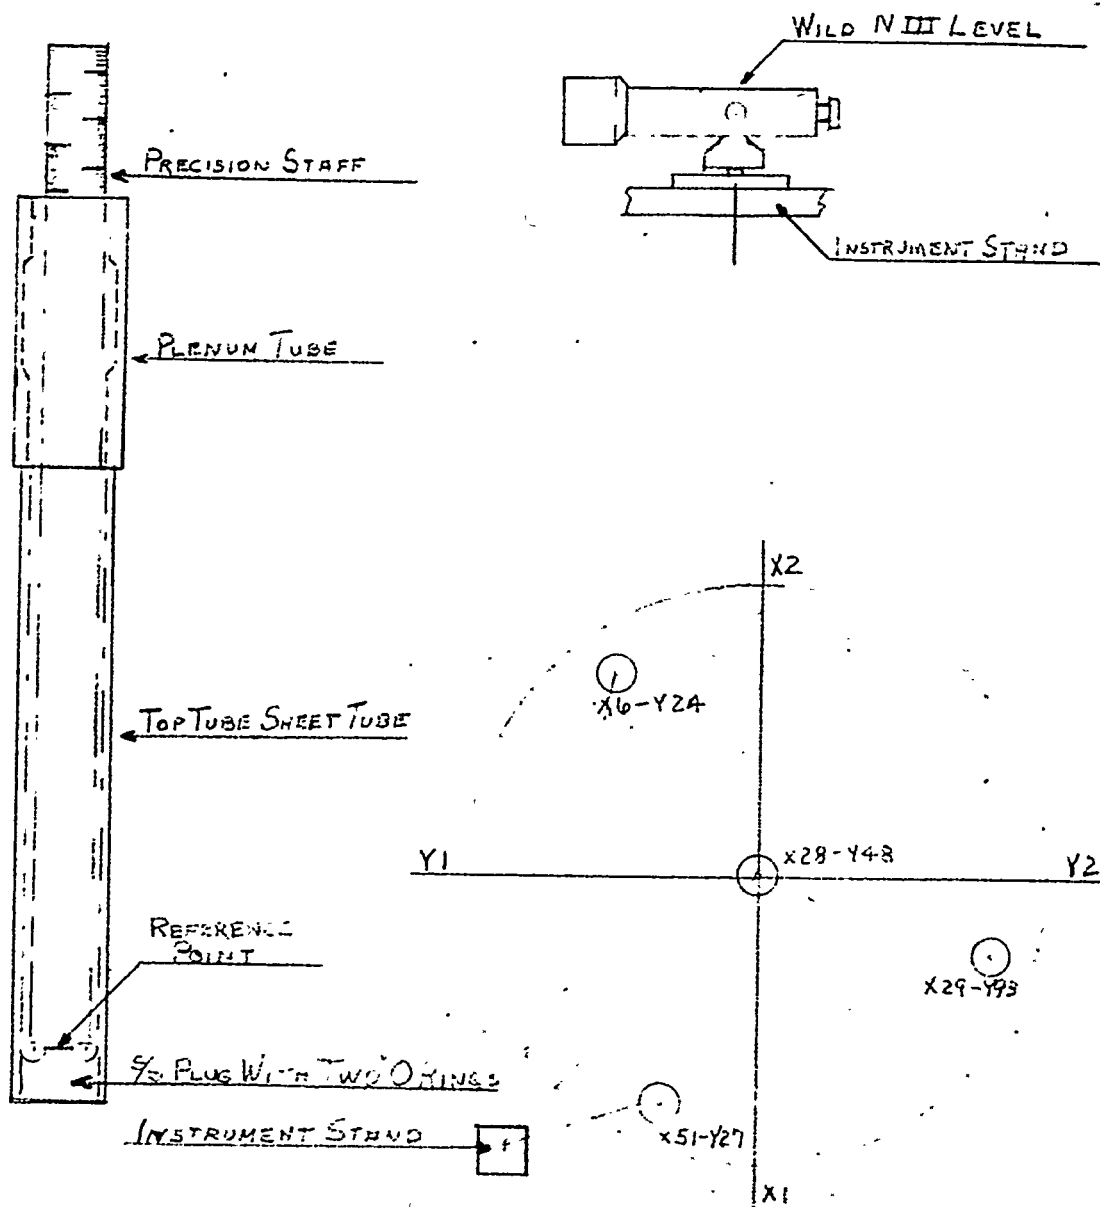 WILD N III LEVEL
PRECISION STAFF
INSTRUMENT STAND
PLENUM TUBE
X2
X6-Y24
TOP TUBE SHEET TUBE
Y1
X28-Y48
Y2
REFERENCE
POINT
X29-Y93
S/S PLUG WITH TWO "O" RINGS
X51-Y27
INSTRUMENT STAND
X1